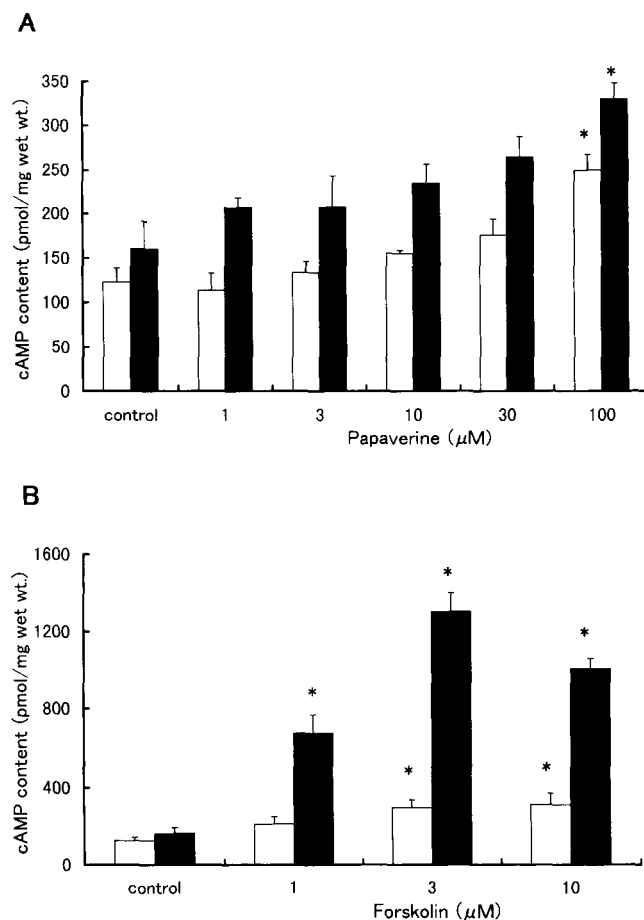 A
cAMP content (pmol/mg wet wt.)
350
300
250
200
150
100
50
0
* *
control 1 3 10 30 100
Papaverine (μM)
B
cAMP content (pmol/mg wet wt.)
1600
1200
800
400
0
* * * * *
control 1 3 10
Forskolin (μM)